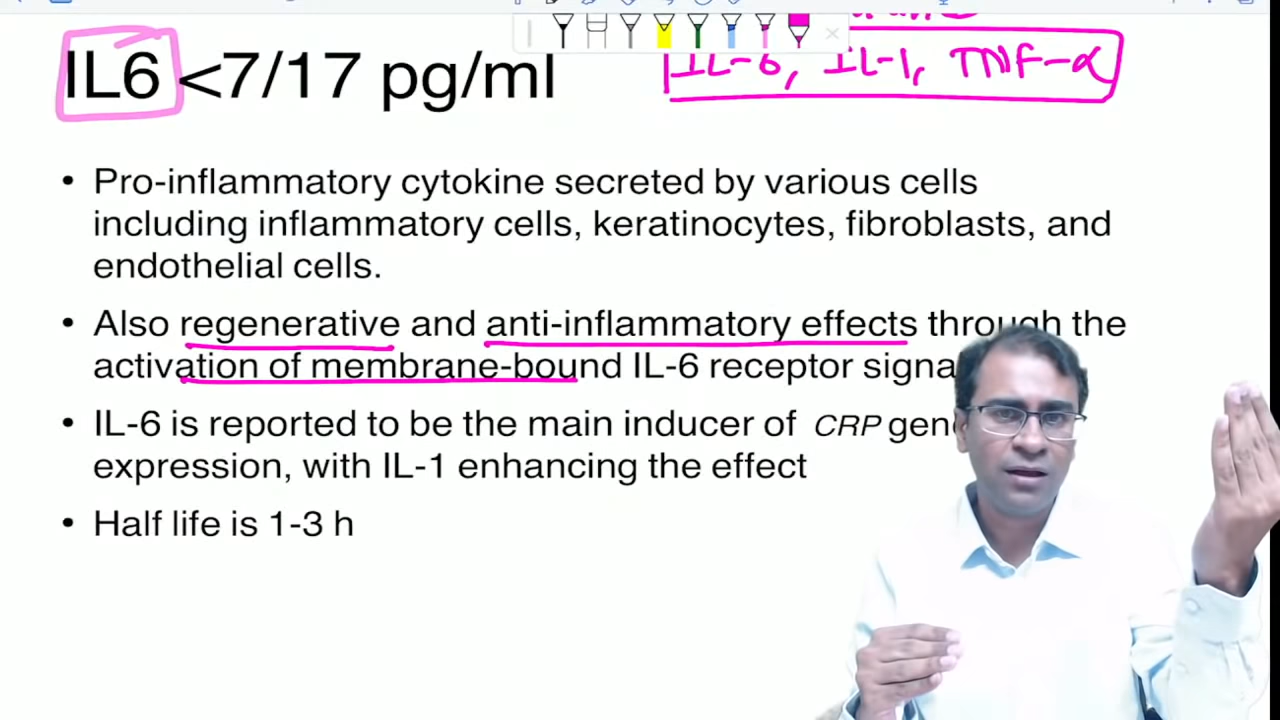 IL6 <7/17 pg/ml
IL-6, IL-1, TNF-α
• Pro-inflammatory cytokine secreted by various cells
including inflammatory cells, keratinocytes, fibroblasts, and
endothelial cells.
• Also regenerative and anti-inflammatory effects through the
activation of membrane-bound IL-6 receptor signa
• IL-6 is reported to be the main inducer of CRP gen
expression, with IL-1 enhancing the effect
• Half life is 1-3 h